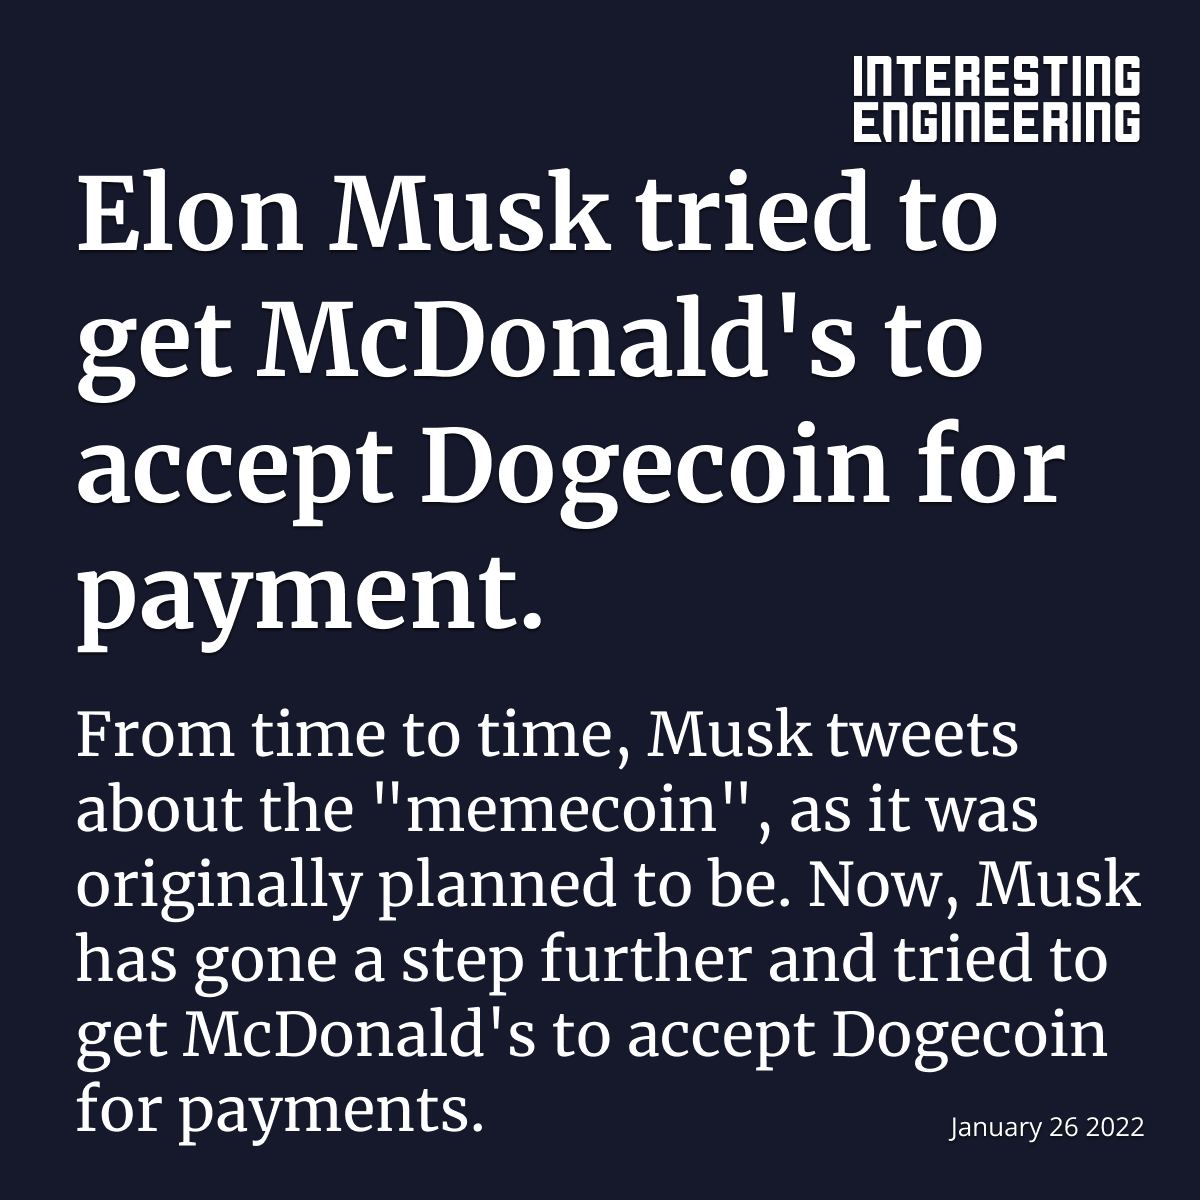 INTERESTING
ENGINEERING
Elon Musk tried to
get McDonald's to
accept Dogecoin for
payment.
From time to time, Musk tweets
about the "memecoin", as it was
originally planned to be. Now, Musk
has gone a step further and tried to
get McDonald's to accept Dogecoin
for payments.
January 26 2022